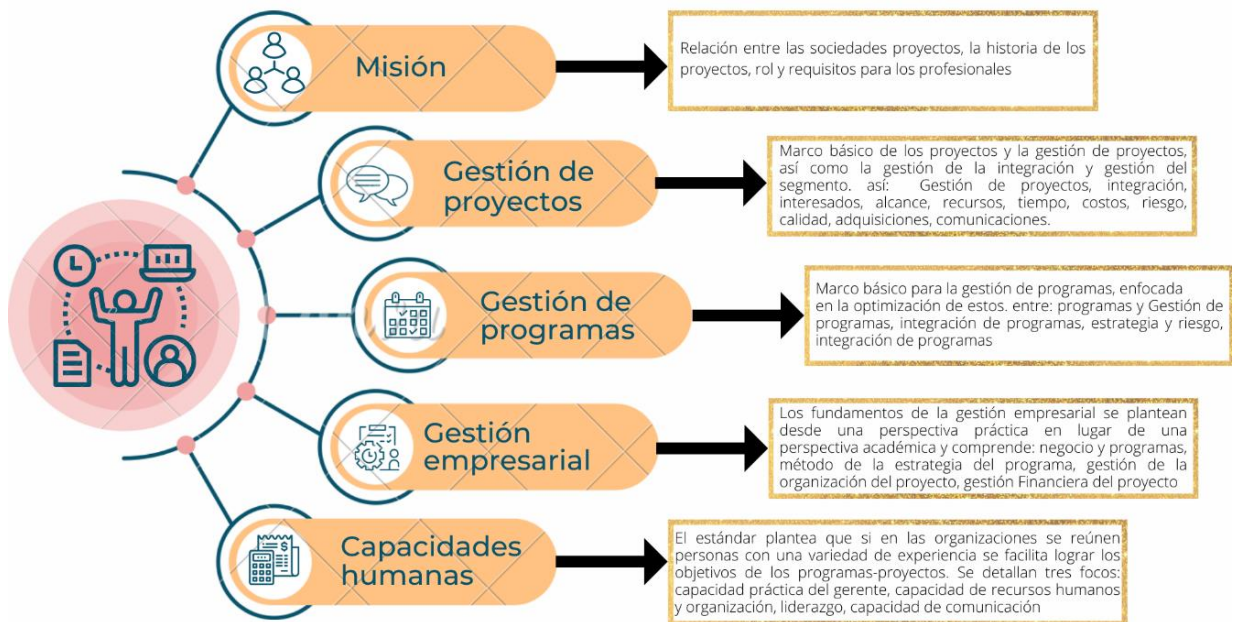 Misión
Relación entre las sociedades proyectos, la historia de los
proyectos, rol y requisitos para los profesionales
Gestión de
proyectos
Marco básico de los proyectos y la gestión de proyectos,
así como la gestión de la integración y gestión del
segmento. así: Gestión de proyectos, integración,
interesados, alcance, recursos, tiempo, costos, riesgo,
calidad, adquisiciones, comunicaciones.
Gestión de
programas
Marco básico para la gestión de programas, enfocada
en la optimización de estos. entre: programas y Gestión de
programas, integración de programas, estrategia y riesgo,
integración de programas
Gestión
empresarial
Los fundamentos de la gestión empresarial se plantean
desde una perspectiva práctica en lugar de una
perspectiva académica y comprende: negocio y programas,
método de la estrategia del programa, gestión de la
organización del proyecto, gestión Financiera del proyecto
Capacidades
humanas
El estándar plantea que si en las organizaciones se reúnen
personas con una variedad de experiencia se facilita lograr los
objetivos de los programas-proyectos. Se detallan tres focos:
capacidad práctica del gerente, capacidad de recursos humanos
y organización, liderazgo, capacidad de comunicación